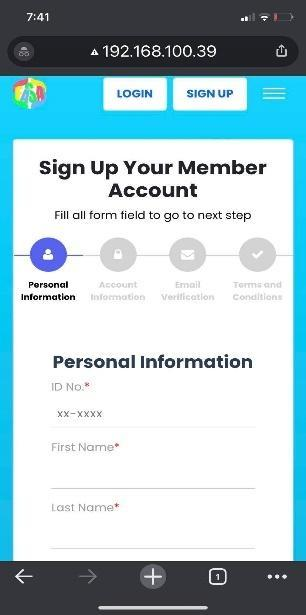 7:41
192.168.100.39
LOGIN
SIGN UP
Sign Up Your Member
Account
Fill all form field to go to next step
Personal Information
Account Information
Email Verification
Terms and Conditions
Personal Information
ID No.*
xx-xxxx
First Name*
Last Name*
1